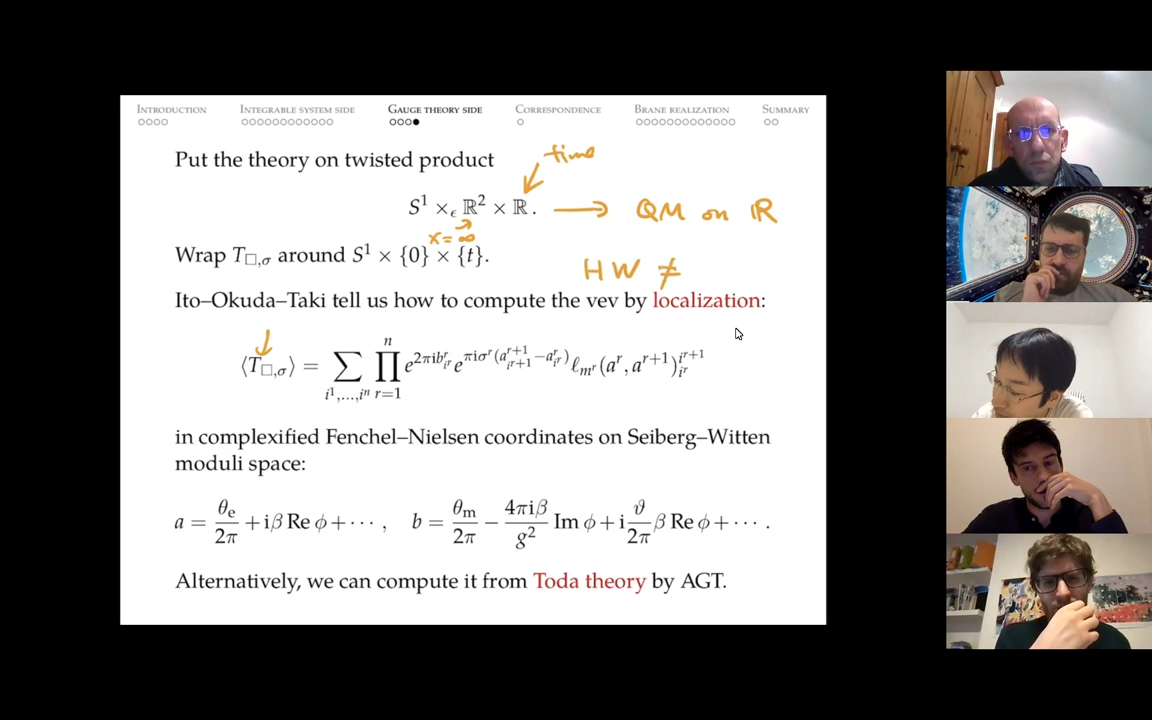 INTRODUCTION INTEGRABLE SYSTEM SIDE GAUGE THEORY SIDE CORRESPONDENCE BRANE REALIZATION SUMMARY
Put the theory on twisted product
time
S¹ ×_ϵ ℝ² × ℝ. → QM on ℝ
x = ∞
Wrap T_{□,σ} around S¹ × {0} × {t}.
HW ≠
Ito–Okuda–Taki tell us how to compute the vev by localization:
⟨T_{□,σ}⟩ = ∑_{i¹,...,iⁿ} ∏_{r=1}^{n} e^{2πib^r_{i^r}} e^{πiσ^r(a^{r+1}_{i^{r+1}} − a^r_{i^r})} ℓ_{m^r}(a^r, a^{r+1})^{i^{r+1}}_{i^r}
in complexified Fenchel–Nielsen coordinates on Seiberg–Witten
moduli space:
a = θ_e/2π + iβ Re ϕ + ⋯ , b = θ_m/2π − 4πiβ/g² Im ϕ + i ϑ/2π β Re ϕ + ⋯ .
Alternatively, we can compute it from Toda theory by AGT.